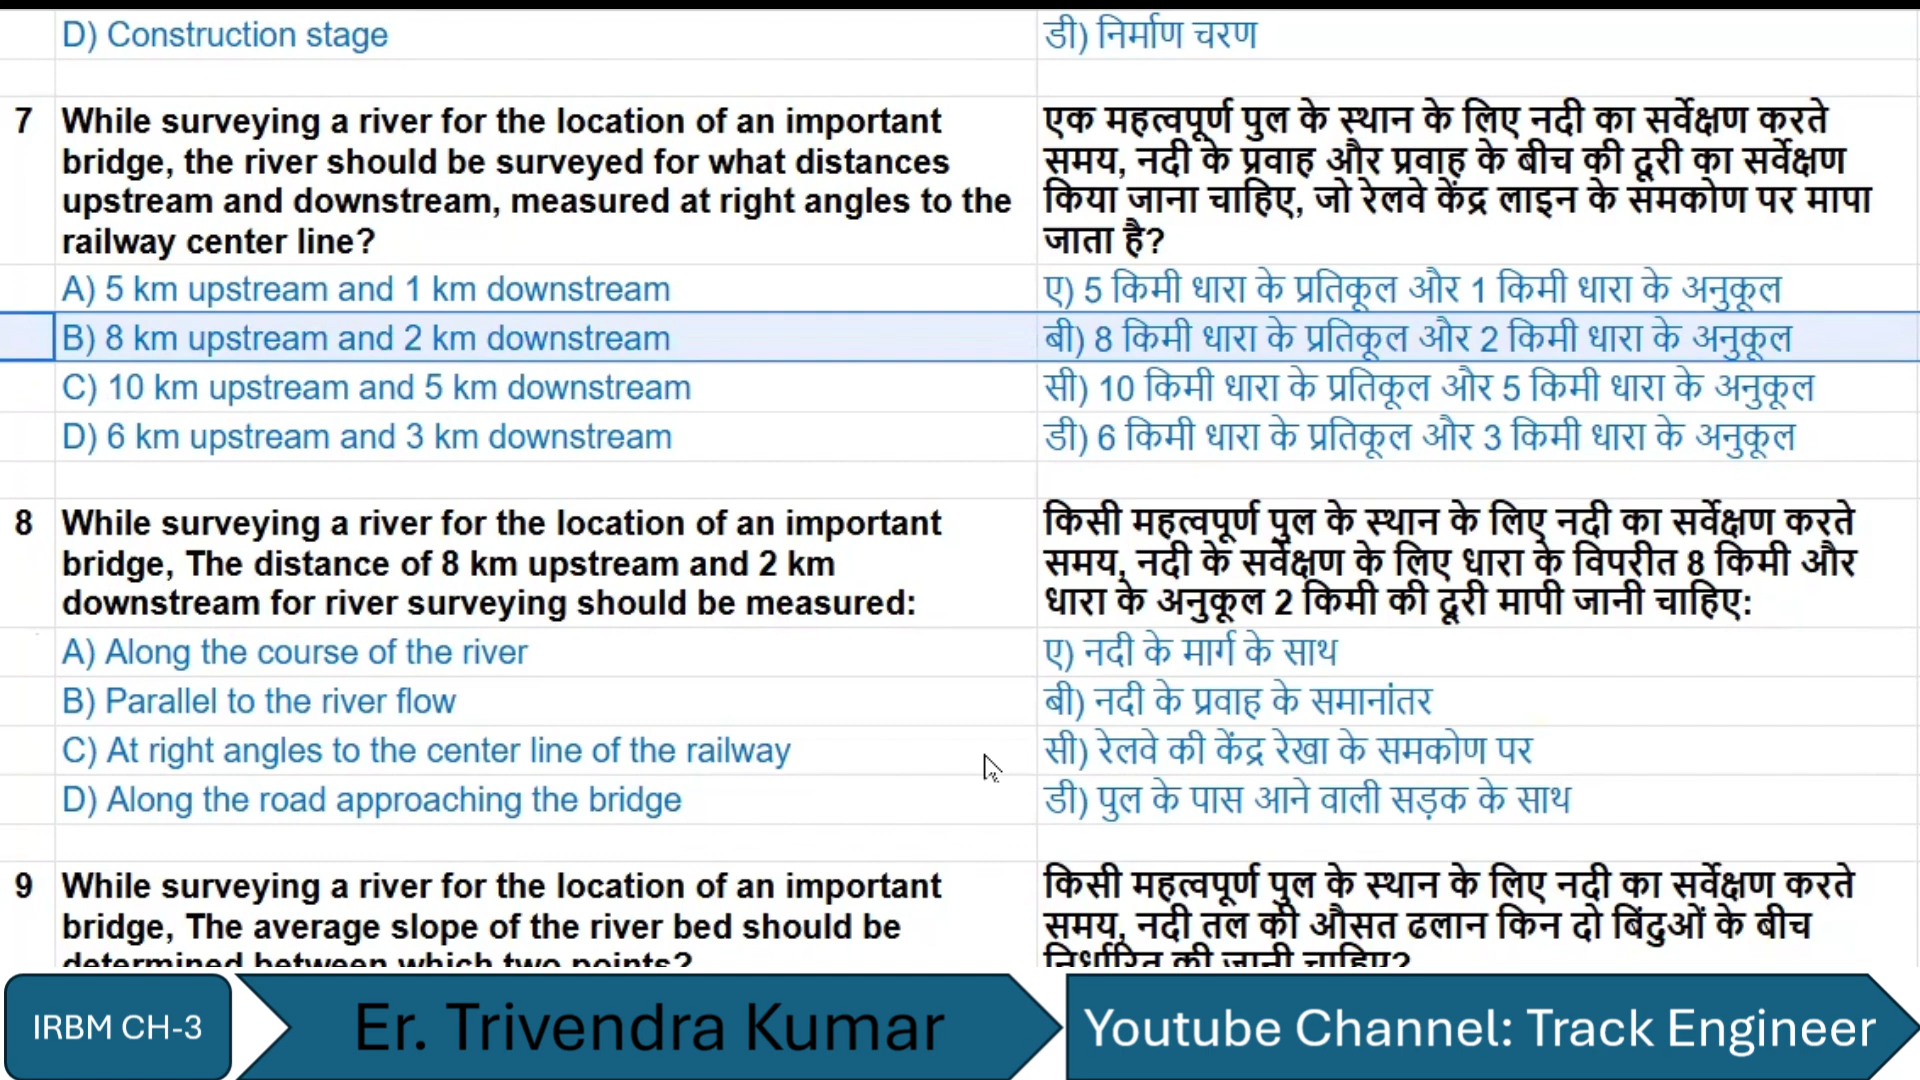 D) Construction stage
डी) निर्माण चरण
7
While surveying a river for the location of an important
bridge, the river should be surveyed for what distances
upstream and downstream, measured at right angles to the
railway center line?
एक महत्वपूर्ण पुल के स्थान के लिए नदी का सर्वेक्षण करते
समय, नदी के प्रवाह और प्रवाह के बीच की दूरी का सर्वेक्षण
किया जाना चाहिए, जो रेलवे केंद्र लाइन के समकोण पर मापा
जाता है?
A) 5 km upstream and 1 km downstream
ए) 5 किमी धारा के प्रतिकूल और 1 किमी धारा के अनुकूल
B) 8 km upstream and 2 km downstream
बी) 8 किमी धारा के प्रतिकूल और 2 किमी धारा के अनुकूल
C) 10 km upstream and 5 km downstream
सी) 10 किमी धारा के प्रतिकूल और 5 किमी धारा के अनुकूल
D) 6 km upstream and 3 km downstream
डी) 6 किमी धारा के प्रतिकूल और 3 किमी धारा के अनुकूल
8
While surveying a river for the location of an important
bridge, The distance of 8 km upstream and 2 km
downstream for river surveying should be measured:
किसी महत्वपूर्ण पुल के स्थान के लिए नदी का सर्वेक्षण करते
समय, नदी के सर्वेक्षण के लिए धारा के विपरीत 8 किमी और
धारा के अनुकूल 2 किमी की दूरी मापी जानी चाहिए:
A) Along the course of the river
ए) नदी के मार्ग के साथ
B) Parallel to the river flow
बी) नदी के प्रवाह के समानांतर
C) At right angles to the center line of the railway
सी) रेलवे की केंद्र रेखा के समकोण पर
D) Along the road approaching the bridge
डी) पुल के पास आने वाली सड़क के साथ
9
While surveying a river for the location of an important
bridge, The average slope of the river bed should be
determined between which two points?
किसी महत्वपूर्ण पुल के स्थान के लिए नदी का सर्वेक्षण करते
समय, नदी तल की औसत ढलान किन दो बिंदुओं के बीच
निर्धारित की जानी चाहिए?
IRBM CH-3
Er. Trivendra Kumar
Youtube Channel: Track Engineer